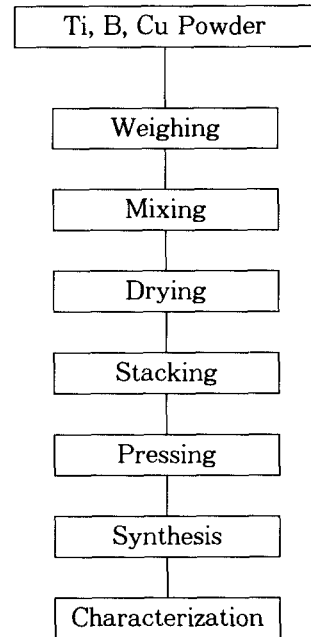 Ti, B, Cu Powder
Weighing
Mixing
Drying
Stacking
Pressing
Synthesis
Characterization